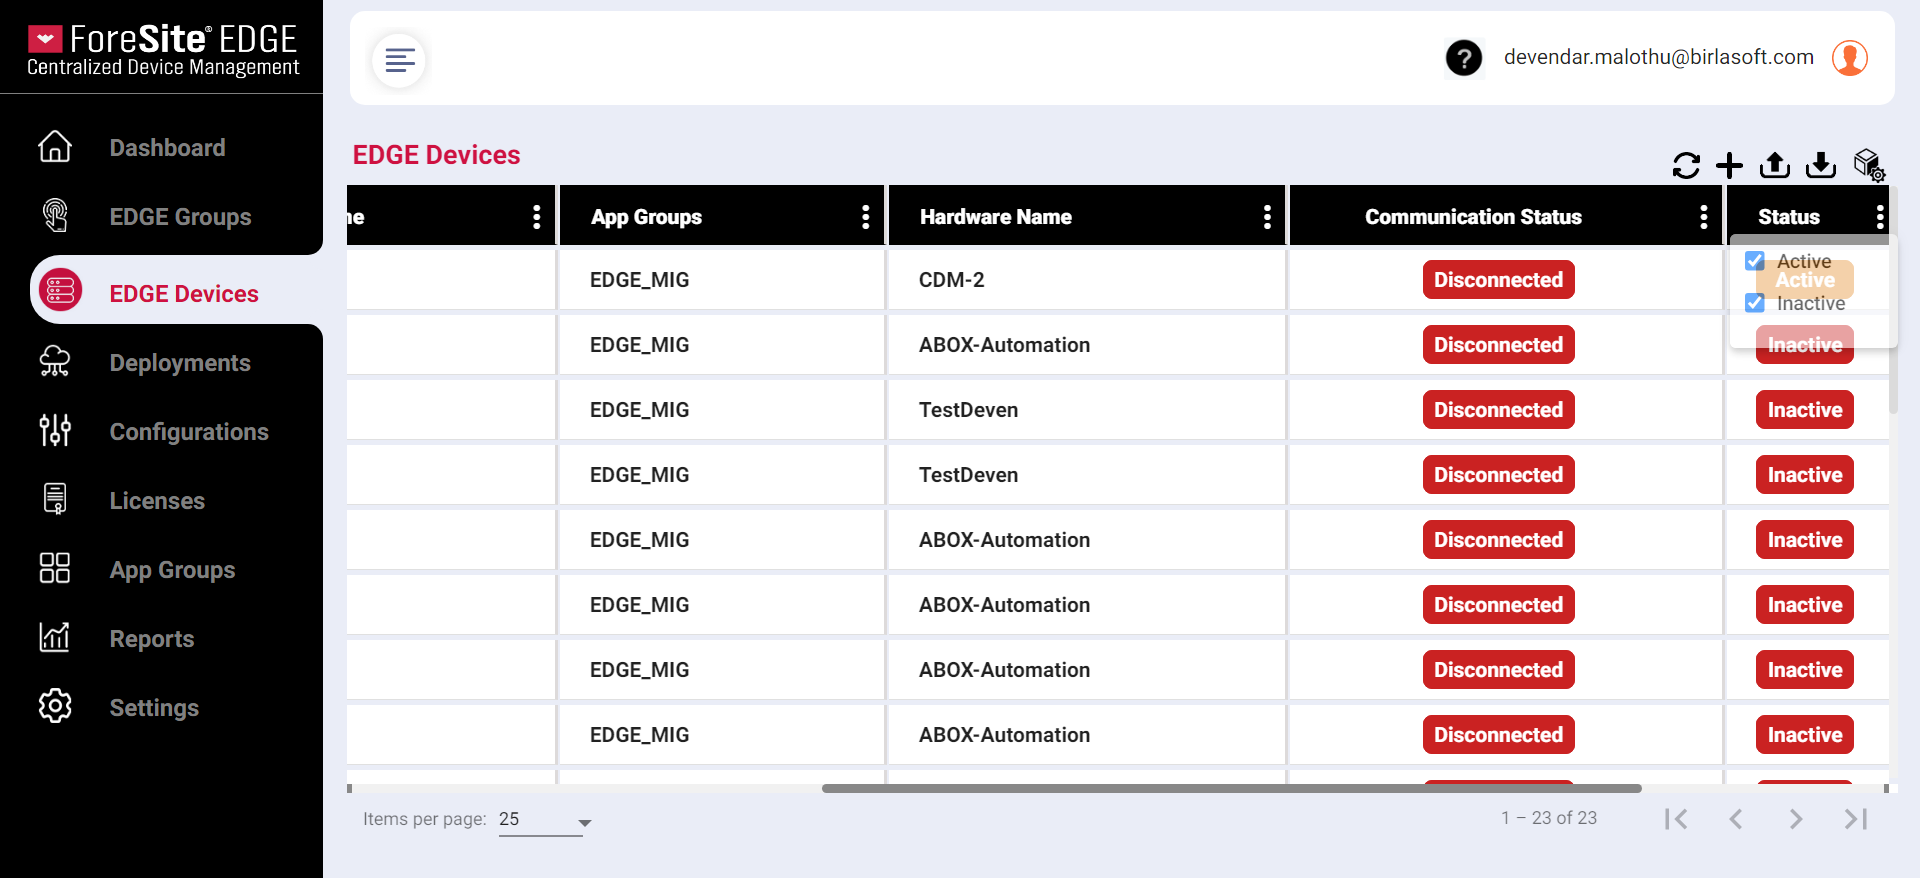 ForeSite® EDGE
Centralized Device Management
? devendar.malothu@birlasoft.com
Dashboard
EDGE Groups
EDGE Devices
Deployments
Configurations
Licenses
App Groups
Reports
Settings
EDGE Devices
ne App Groups Hardware Name Communication Status Status
Active
Inactive
EDGE_MIG CDM-2 Disconnected Active
EDGE_MIG ABOX-Automation Disconnected Inactive
EDGE_MIG TestDeven Disconnected Inactive
EDGE_MIG TestDeven Disconnected Inactive
EDGE_MIG ABOX-Automation Disconnected Inactive
EDGE_MIG ABOX-Automation Disconnected Inactive
EDGE_MIG ABOX-Automation Disconnected Inactive
EDGE_MIG ABOX-Automation Disconnected Inactive
Items per page: 25 1 – 23 of 23